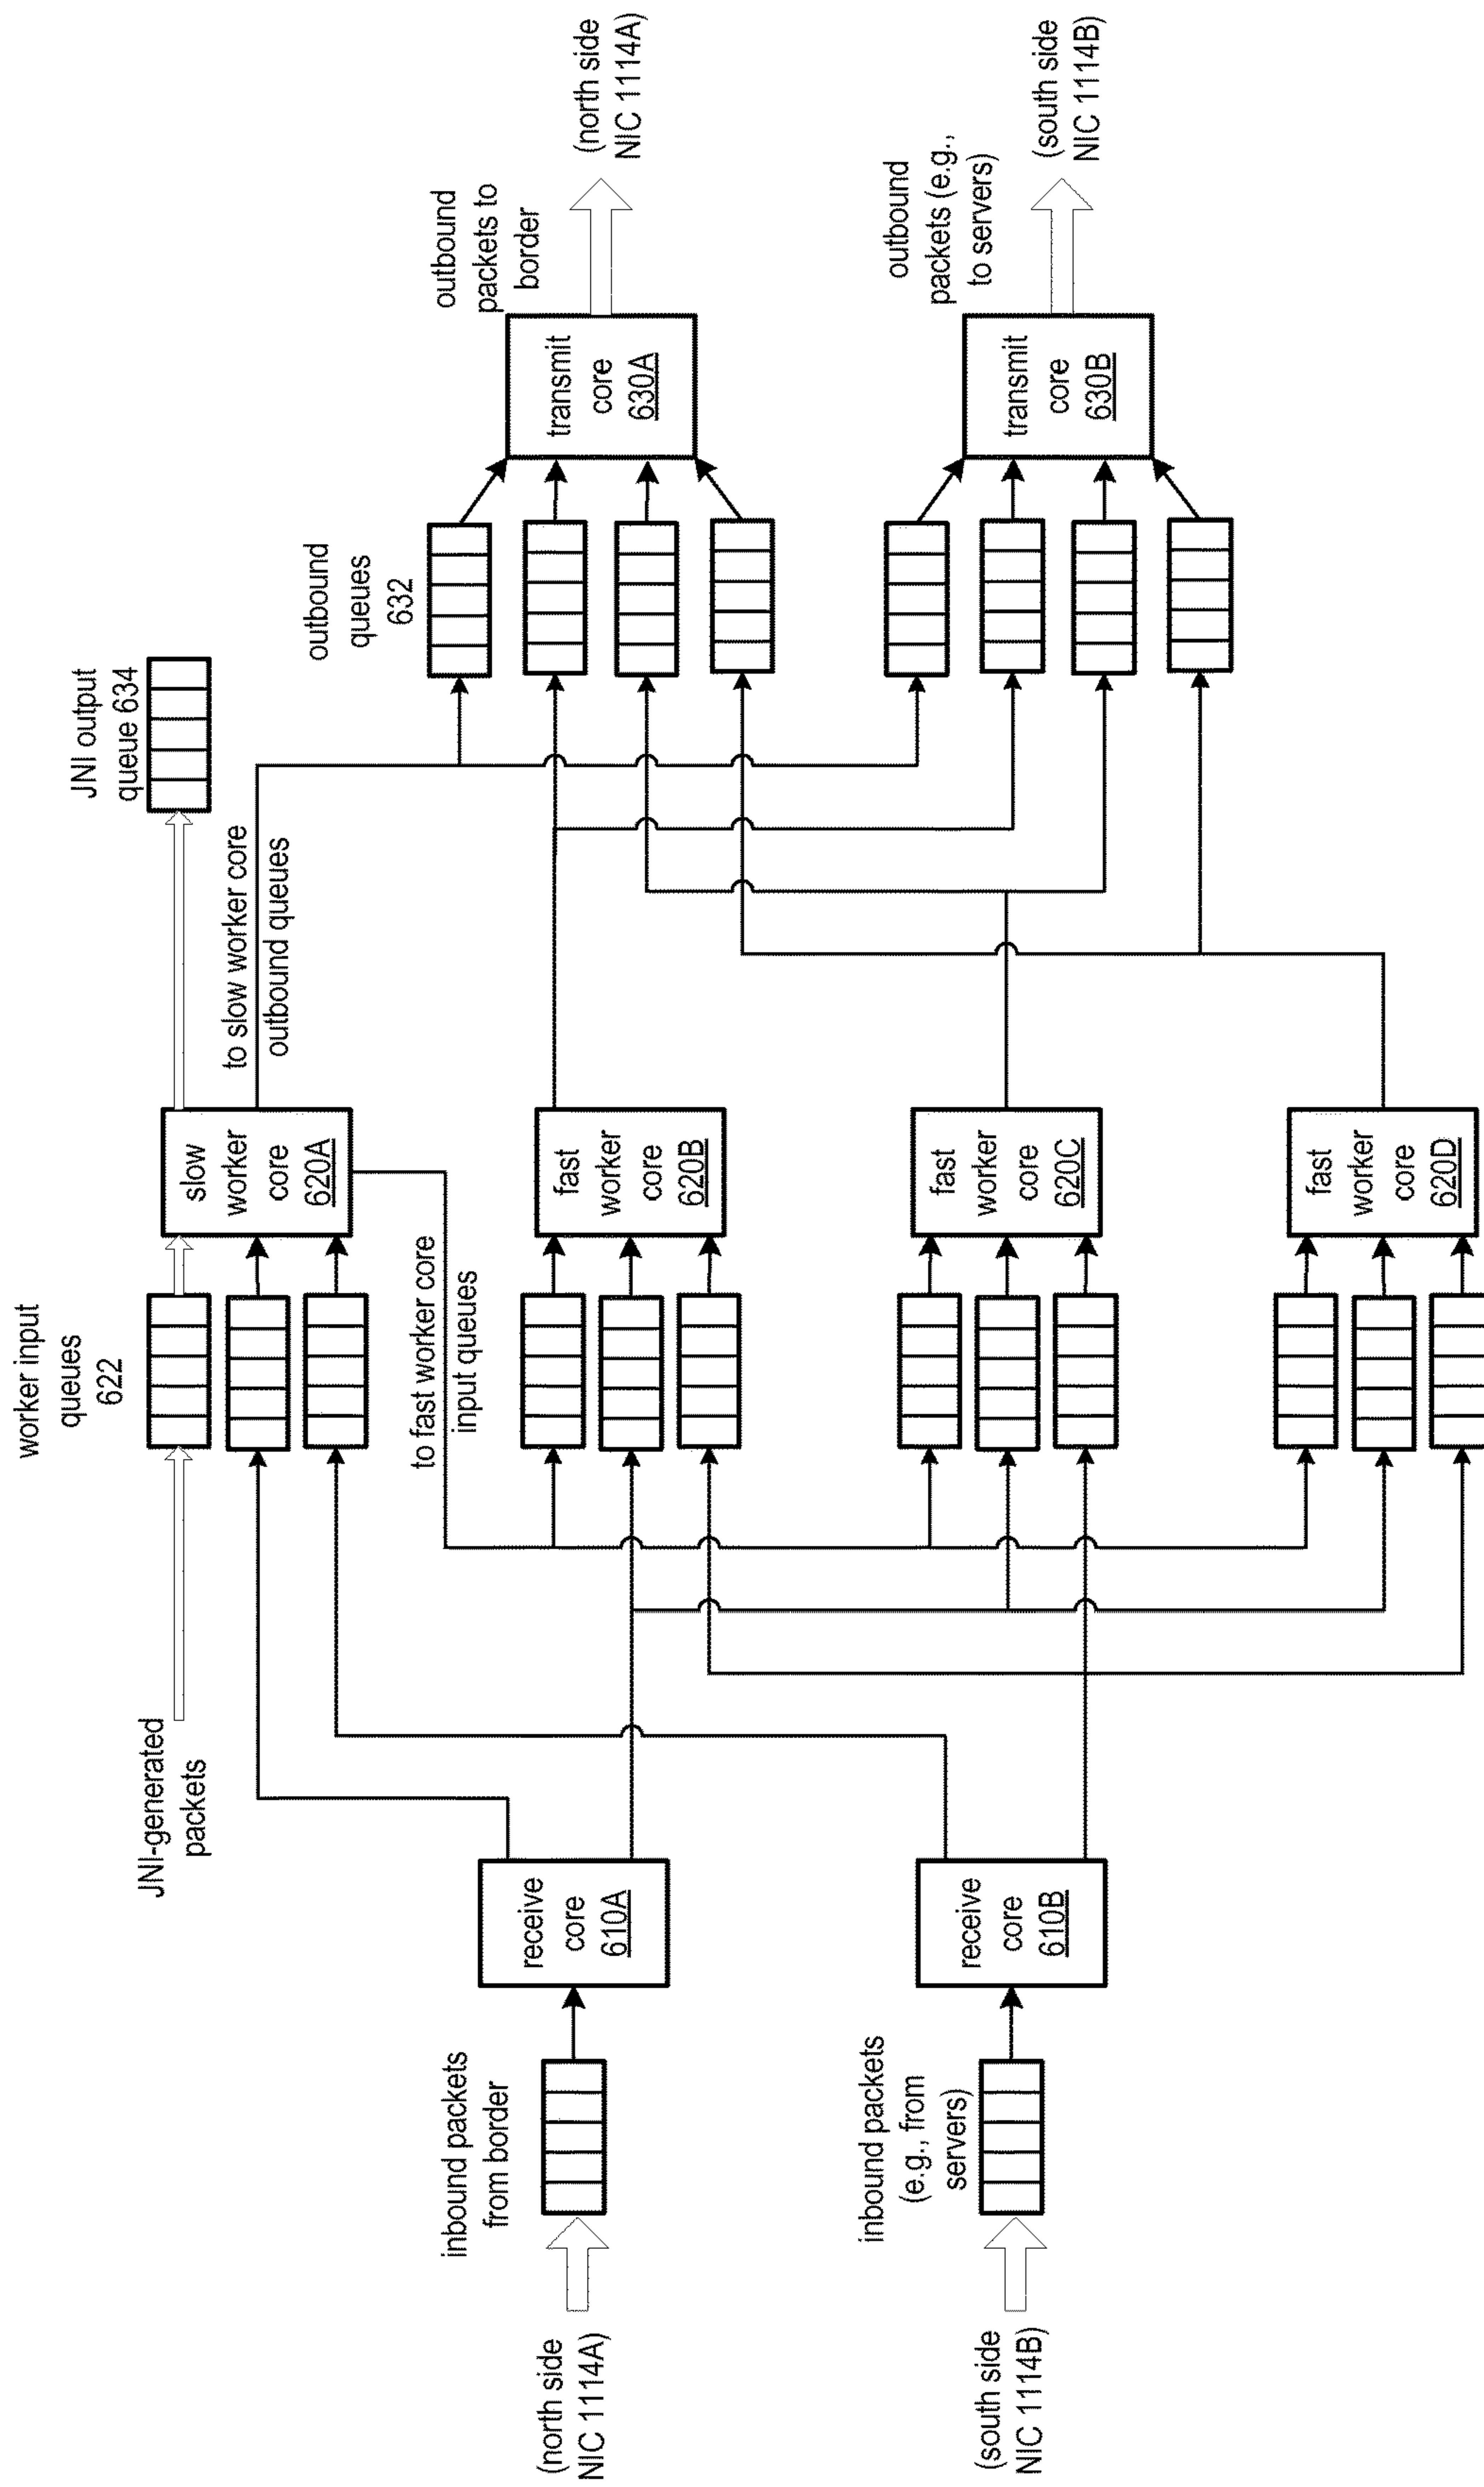 (north side
NIC 1114A)
inbound packets
from border
receive
core
610A
(south side
NIC 1114B)
inbound packets
(e.g., from
servers)
receive
core
610B
JNI-generated
packets
worker input
queues
622
to fast worker core
input queues
slow
worker
core
620A
fast
worker
core
620B
fast
worker
core
620C
fast
worker
core
620D
to slow worker core
outbound queues
JNI output
queue 634
outbound
queues
632
transmit
core
630A
outbound
packets to
border
(north side
NIC 1114A)
transmit
core
630B
outbound
packets (e.g.,
to servers)
(south side
NIC 1114B)